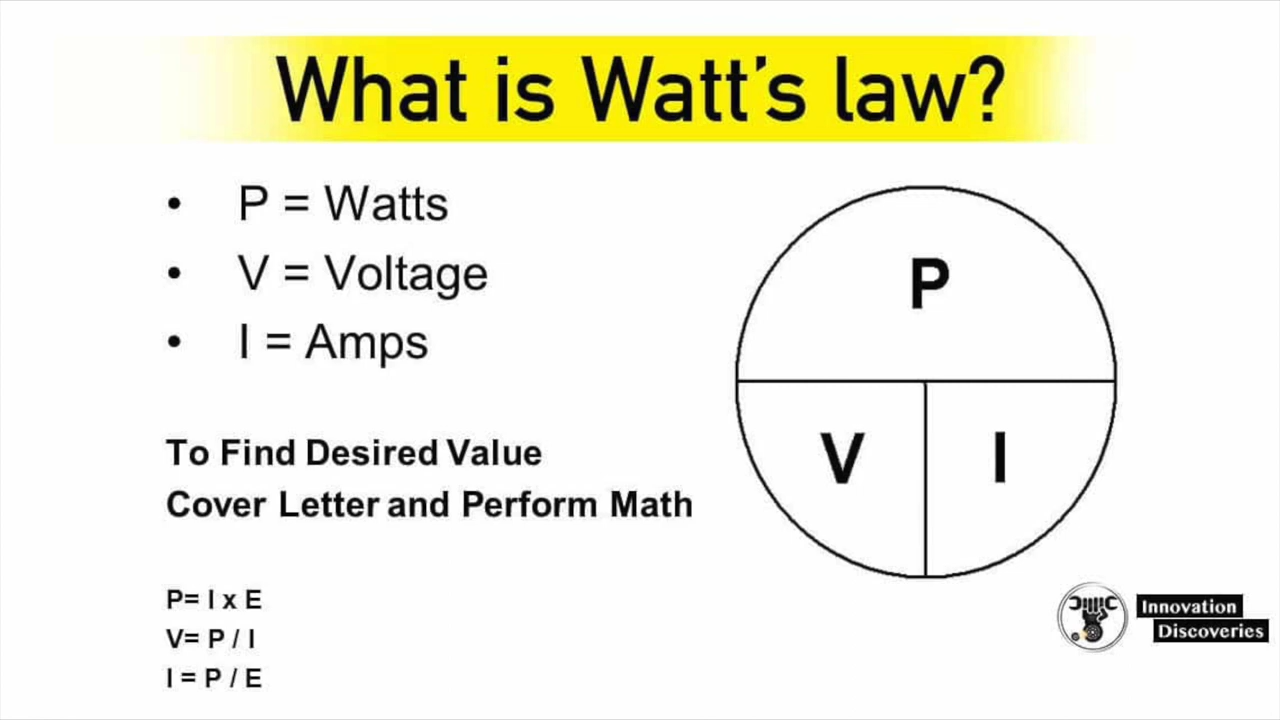 What is Watt's law?
• P = Watts
• V = Voltage
• I = Amps
To Find Desired Value
Cover Letter and Perform Math
P= I x E
V= P / I
I = P / E
P
V I
Innovation
Discoveries